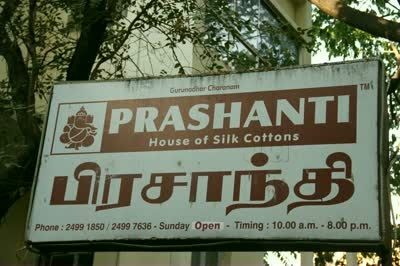 Gurunadhar Charanam
PRASHANTI TM
House of Silk Cottons
பிரசாந்தி
Phone : 2499 1850 / 2499 7636 - Sunday Open - Timing : 10.00 a.m. - 8.00 p.m.